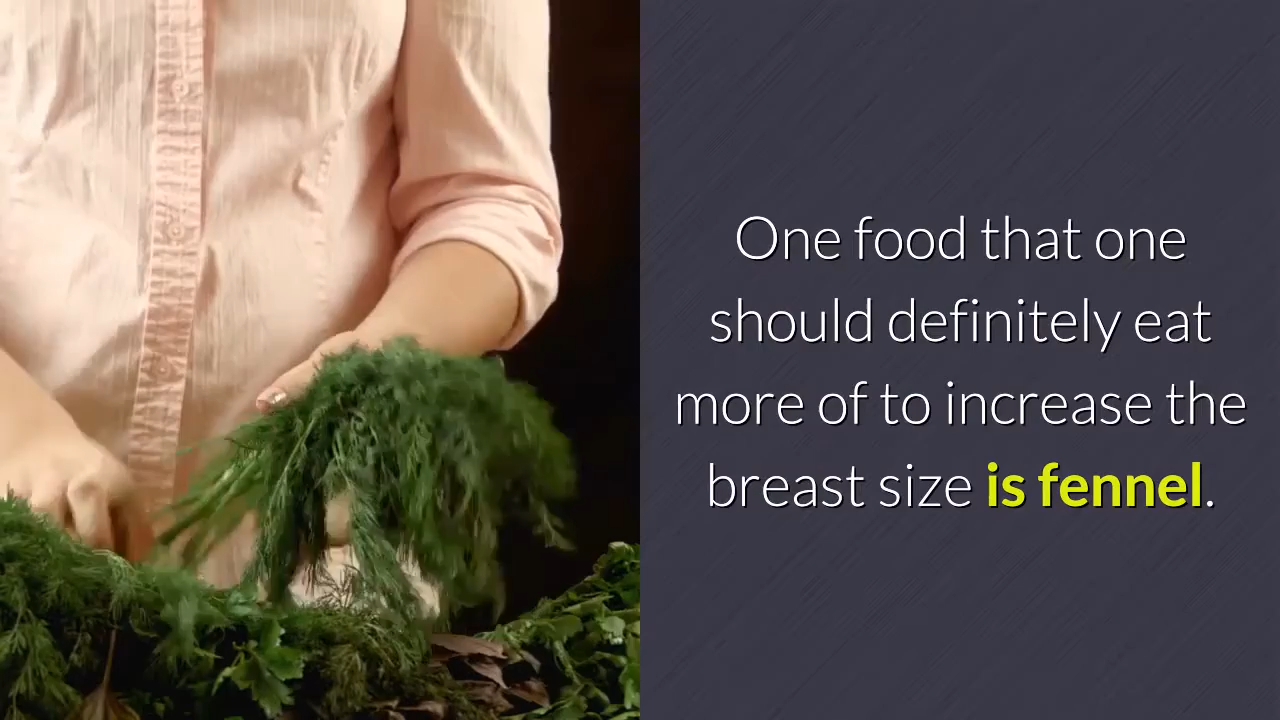 One food that one
should definitely eat
more of to increase the
breast size is fennel.